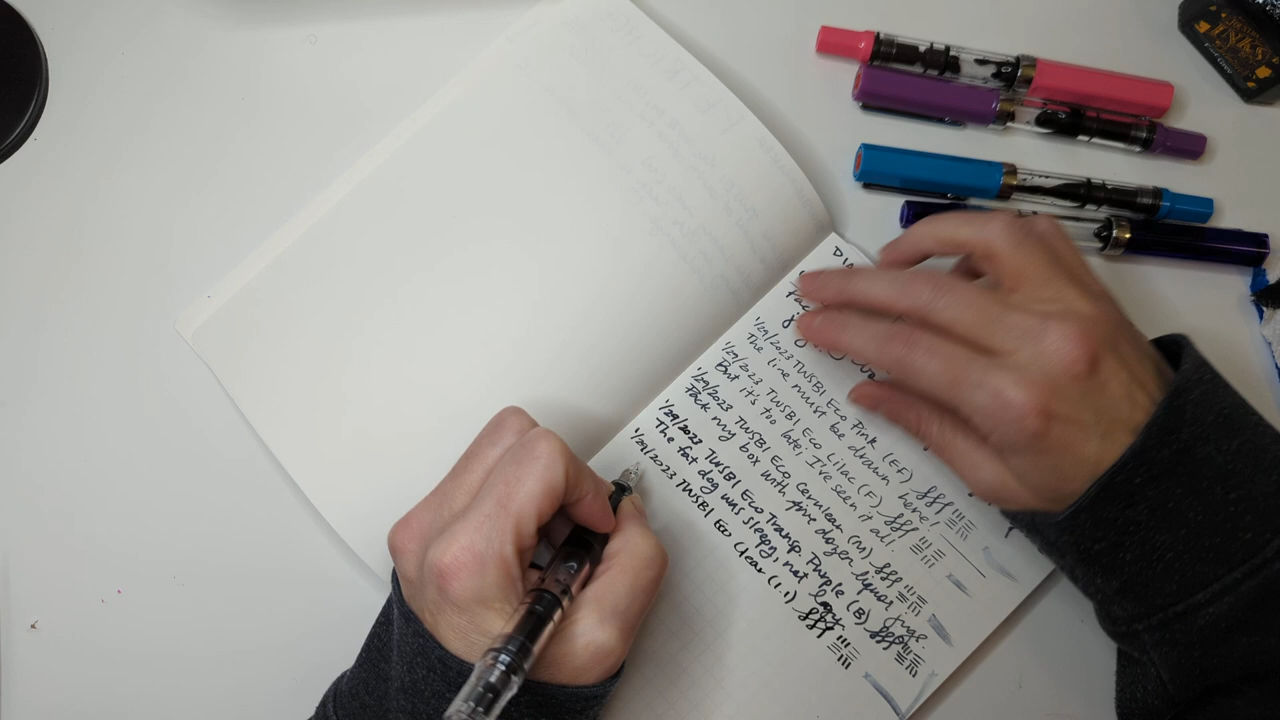 INKS
DIA
1/29/2023 TWSBI Eco Pink (EF)
The line must be drawn here!
1/29/2023 TWSBI Eco Lilac (F)
But it's too late, I've seen it all.
1/29/2023 TWSBI Eco Cerulean (M)
Pack my box with five dozen liquor jugs.
1/29/2023 TWSBI Eco Transp. Purple (B)
The fat dog was sleepy, not lazy.
1/29/2023 TWSBI Eco Clear (1.1)